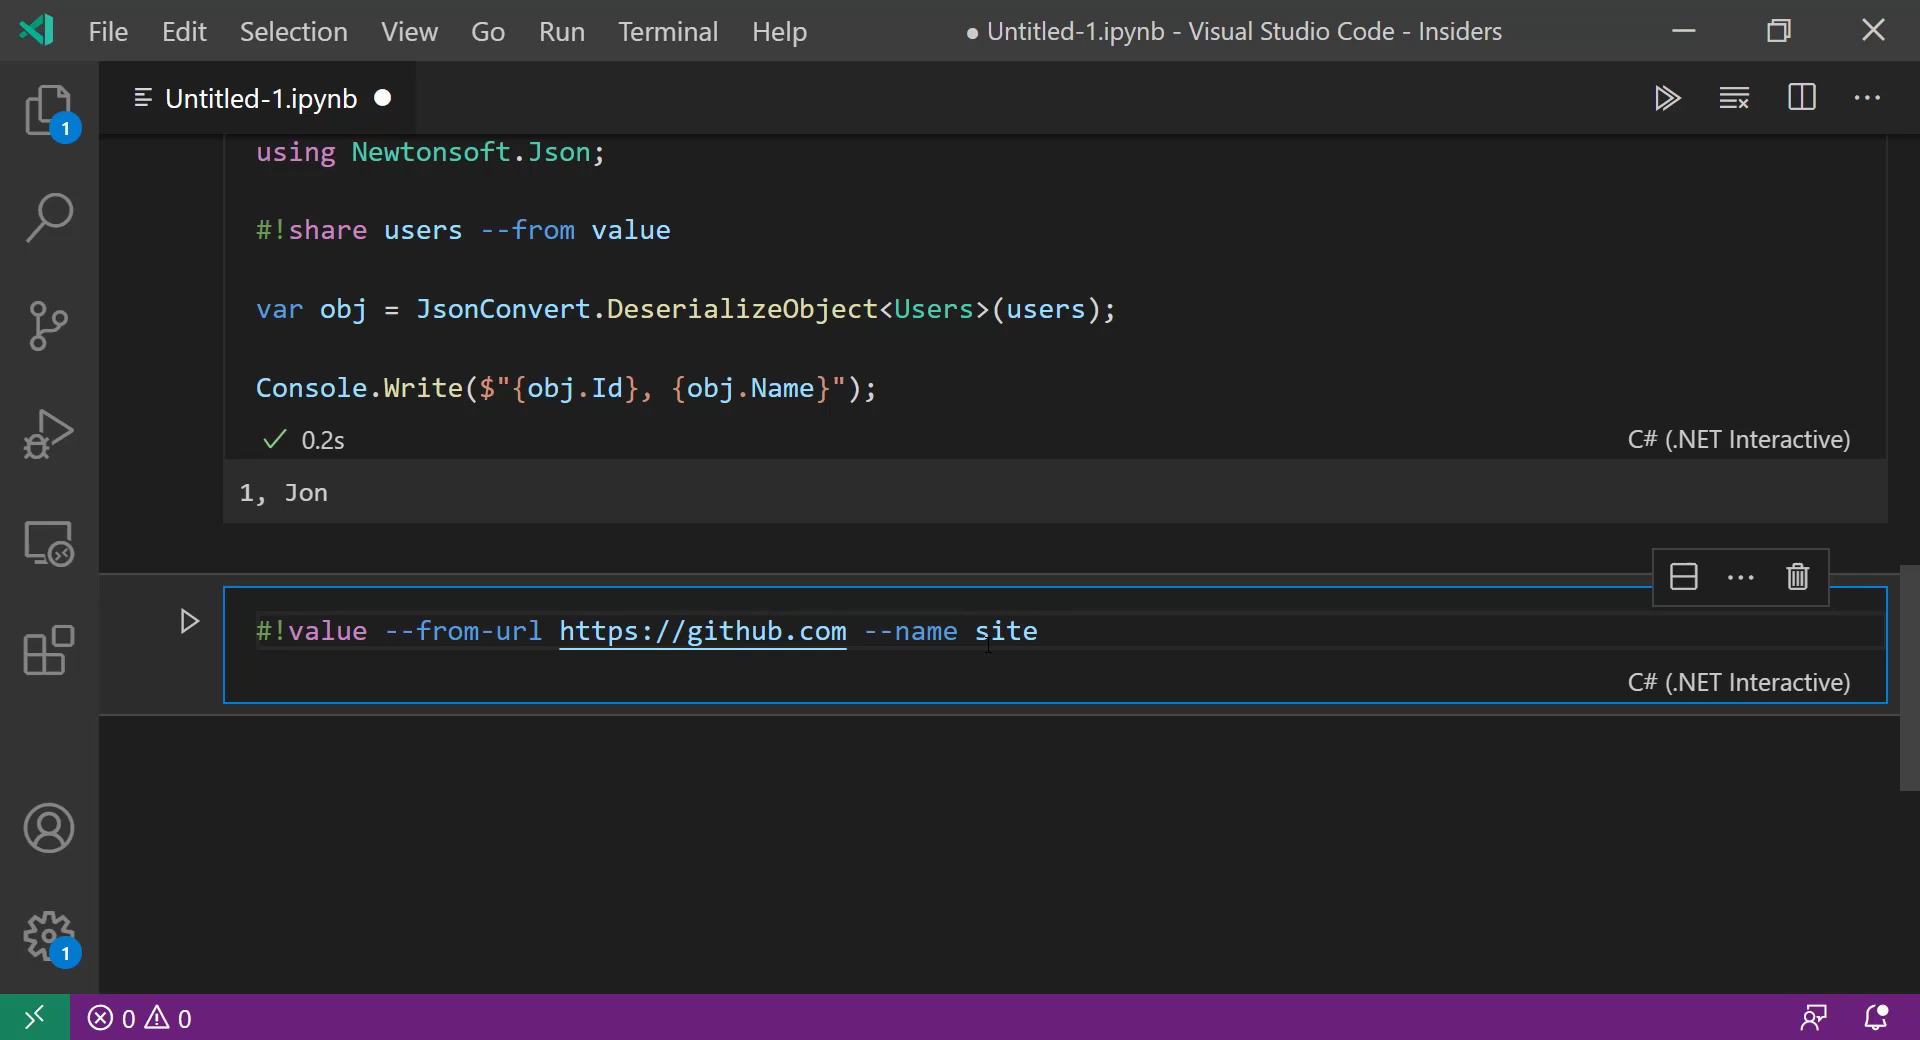 File Edit Selection View Go Run Terminal Help ● Untitled-1.ipynb - Visual Studio Code - Insiders
Untitled-1.ipynb
1
using Newtonsoft.Json;
#!share users --from value
var obj = JsonConvert.DeserializeObject<Users>(users);
Console.Write($"{obj.Id}, {obj.Name}");
0.2s C# (.NET Interactive)
1, Jon
#!value --from-url https://github.com --name site
C# (.NET Interactive)
1
0 0